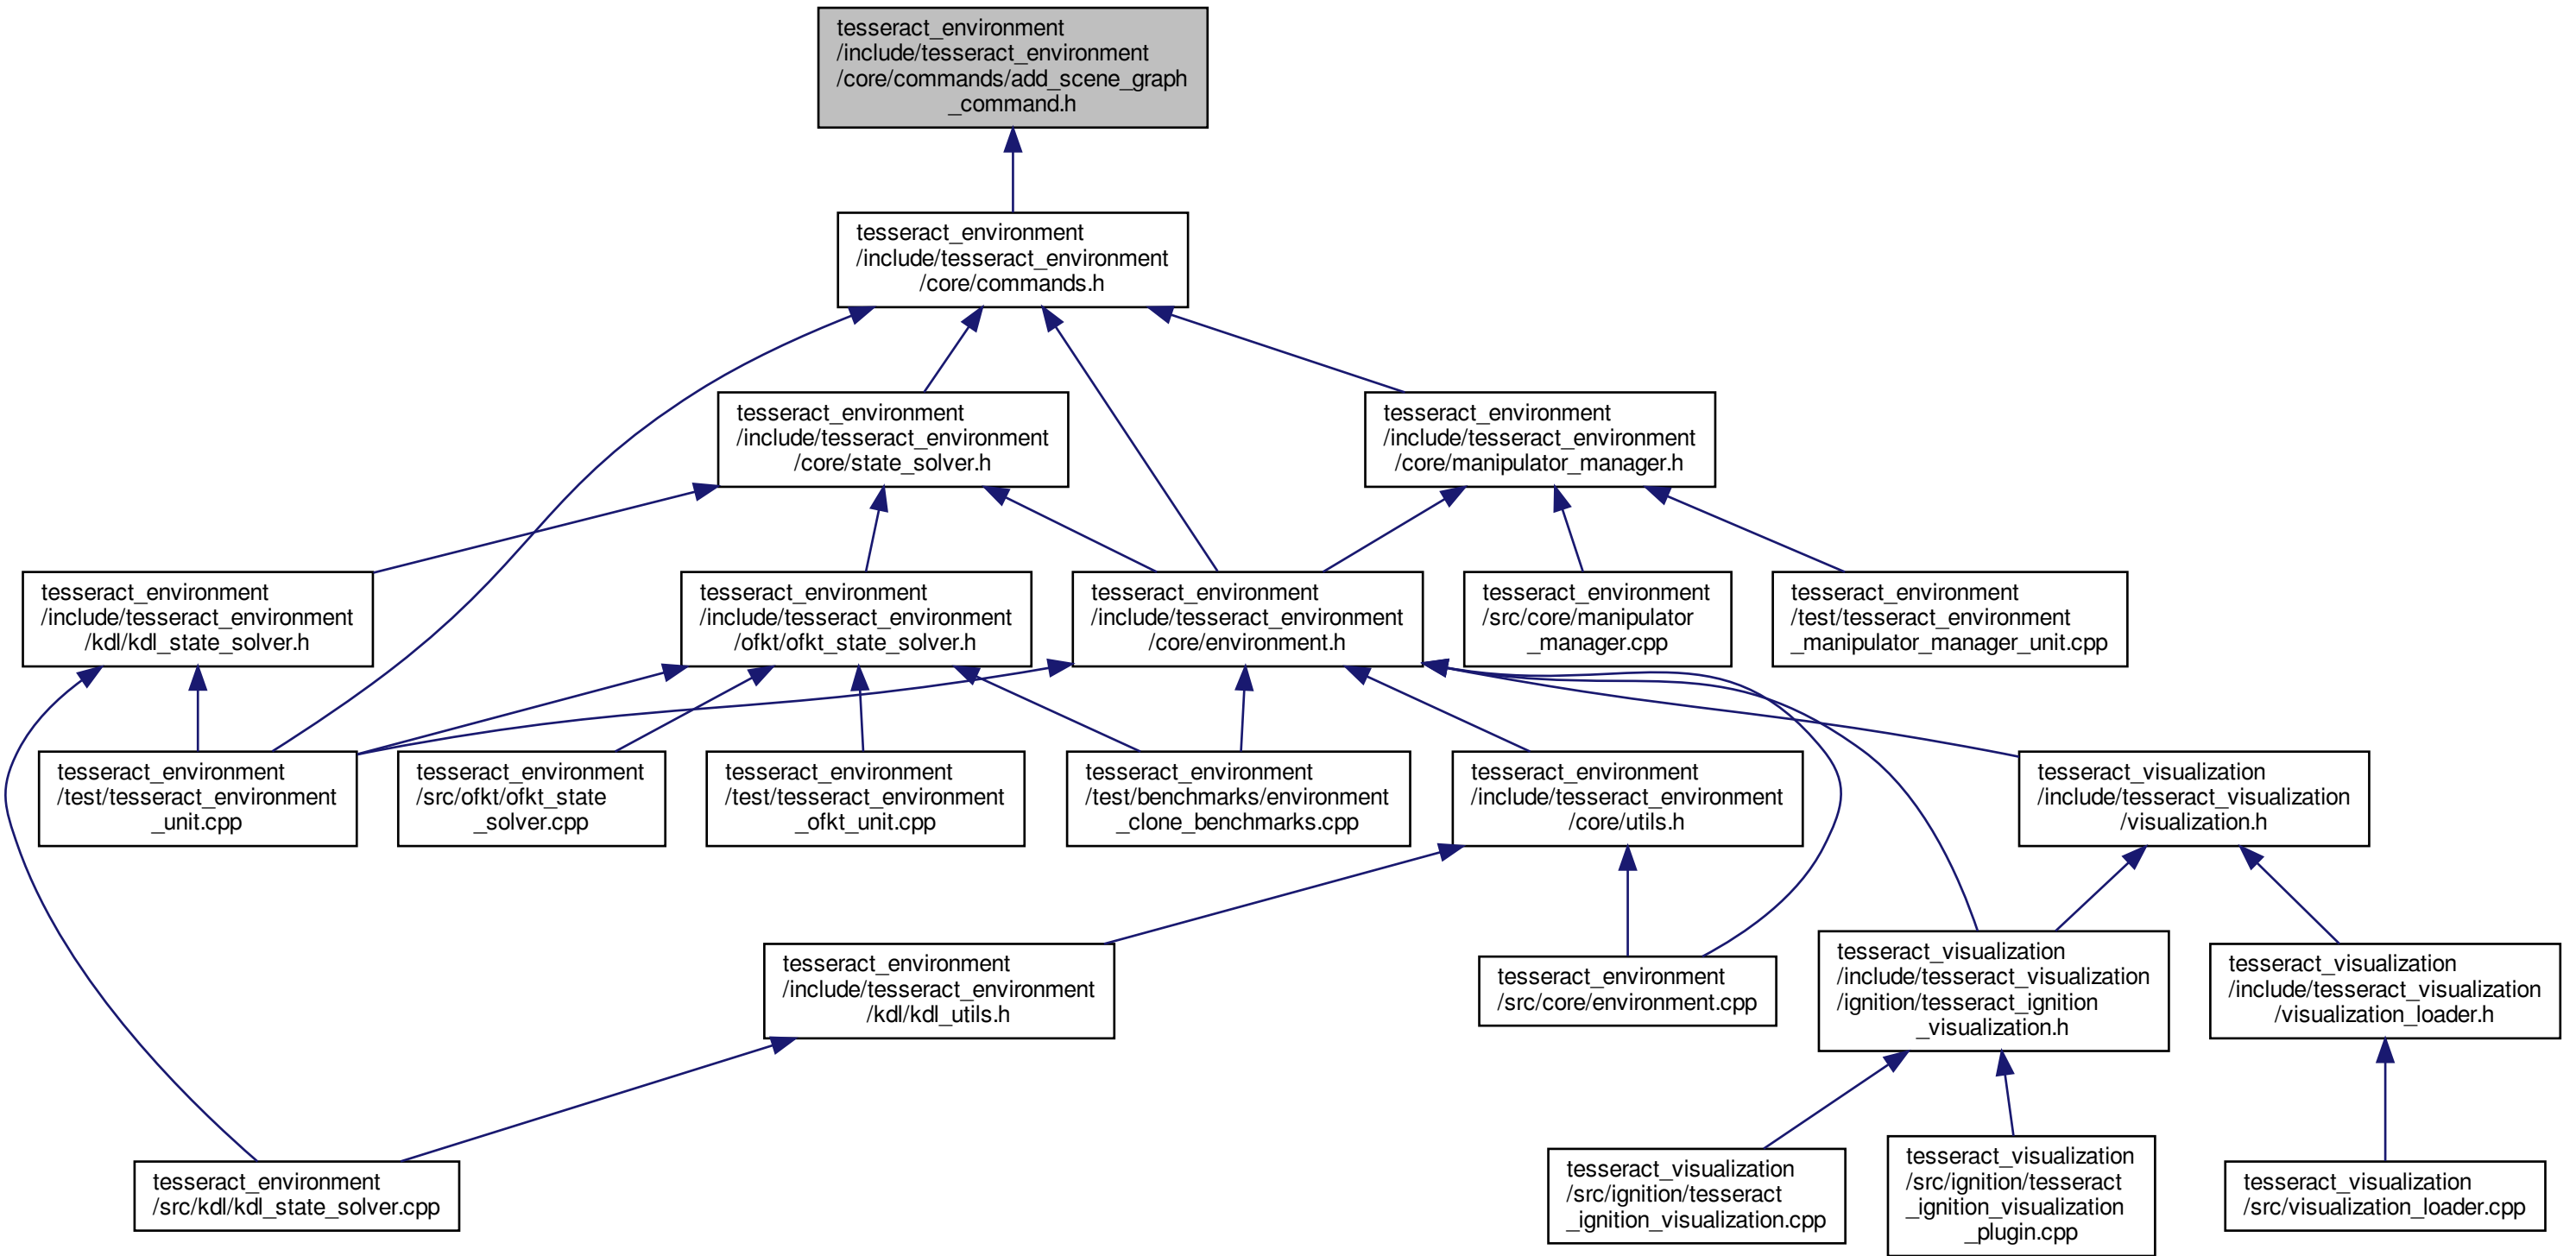 tesseract_environment
/include/tesseract_environment
/core/commands/add_scene_graph
_command.h
tesseract_environment
/include/tesseract_environment
/core/commands.h
tesseract_environment
/include/tesseract_environment
/core/state_solver.h
tesseract_environment
/include/tesseract_environment
/core/manipulator_manager.h
tesseract_environment
/include/tesseract_environment
/kdl/kdl_state_solver.h
tesseract_environment
/include/tesseract_environment
/ofkt/ofkt_state_solver.h
tesseract_environment
/include/tesseract_environment
/core/environment.h
tesseract_environment
/src/core/manipulator
_manager.cpp
tesseract_environment
/test/tesseract_environment
_manipulator_manager_unit.cpp
tesseract_environment
/test/tesseract_environment
_unit.cpp
tesseract_environment
/src/ofkt/ofkt_state
_solver.cpp
tesseract_environment
/test/tesseract_environment
_ofkt_unit.cpp
tesseract_environment
/test/benchmarks/environment
_clone_benchmarks.cpp
tesseract_environment
/include/tesseract_environment
/core/utils.h
tesseract_visualization
/include/tesseract_visualization
/visualization.h
tesseract_environment
/include/tesseract_environment
/kdl/kdl_utils.h
tesseract_environment
/src/core/environment.cpp
tesseract_visualization
/include/tesseract_visualization
/ignition/tesseract_ignition
_visualization.h
tesseract_visualization
/include/tesseract_visualization
/visualization_loader.h
tesseract_environment
/src/kdl/kdl_state_solver.cpp
tesseract_visualization
/src/ignition/tesseract
_ignition_visualization.cpp
tesseract_visualization
/src/ignition/tesseract
_ignition_visualization
_plugin.cpp
tesseract_visualization
/src/visualization_loader.cpp